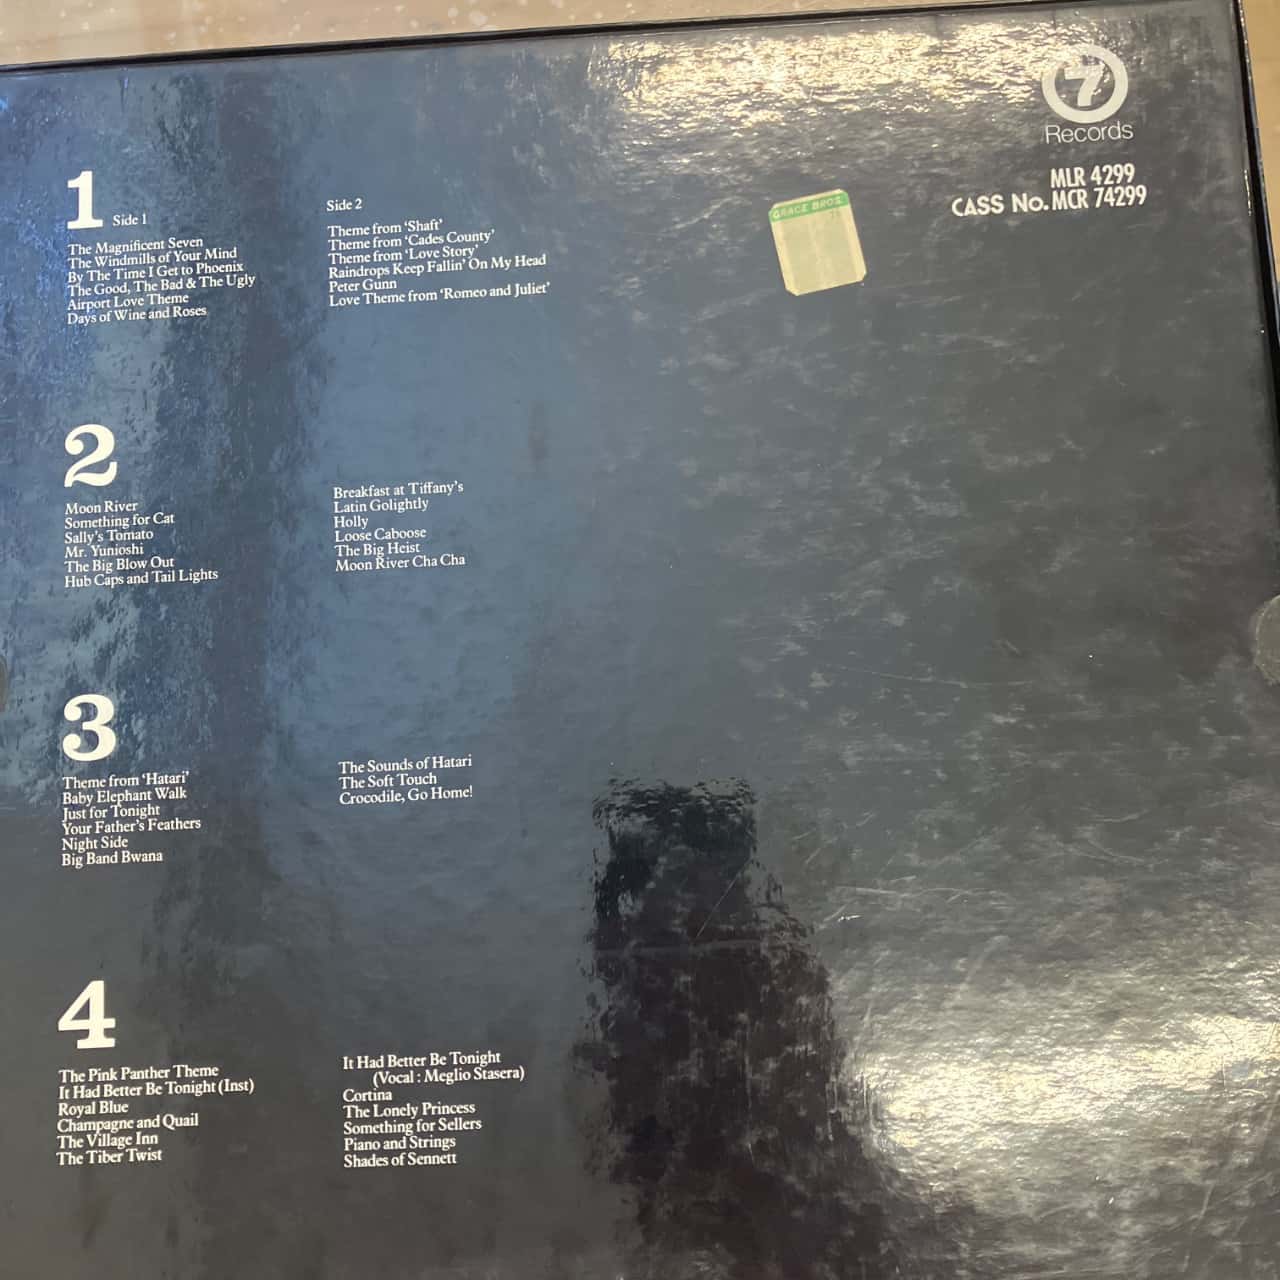 7
Records
MLR 4299
CASS No. MCR 74299
GRACE BROS.
1
Side 1
The Magnificent Seven
The Windmills of Your Mind
By The Time I Get to Phoenix
The Good, The Bad & The Ugly
Airport Love Theme
Days of Wine and Roses
Side 2
Theme from ‘Shaft’
Theme from ‘Cades County’
Theme from ‘Love Story’
Raindrops Keep Fallin’ On My Head
Peter Gunn
Love Theme from ‘Romeo and Juliet’
2
Moon River
Something for Cat
Sally’s Tomato
Mr. Yunioshi
The Big Blow Out
Hub Caps and Tail Lights
Breakfast at Tiffany’s
Latin Golightly
Holly
Loose Caboose
The Big Heist
Moon River Cha Cha
3
Theme from ‘Hatari’
Baby Elephant Walk
Just for Tonight
Your Father’s Feathers
Night Side
Big Band Bwana
The Sounds of Hatari
The Soft Touch
Crocodile, Go Home!
4
The Pink Panther Theme
It Had Better Be Tonight (Inst)
Royal Blue
Champagne and Quail
The Village Inn
The Tiber Twist
It Had Better Be Tonight
(Vocal : Meglio Stasera)
Cortina
The Lonely Princess
Something for Sellers
Piano and Strings
Shades of Sennett